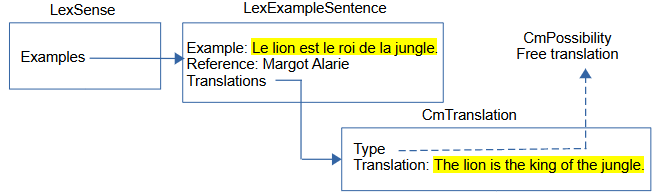 LexSense
LexExampleSentence
Examples
Example: Le lion est le roi de la jungle.
Reference: Margot Alarie
Translations
CmPossibility
Free translation
CmTranslation
Type
Translation: The lion is the king of the jungle.